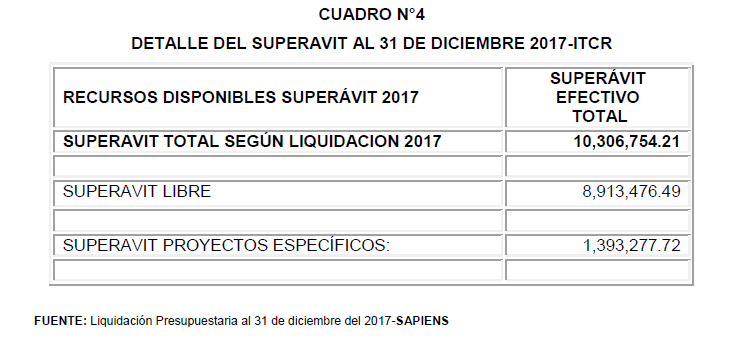 CUADRO N°4
DETALLE DEL SUPERAVIT AL 31 DE DICIEMBRE 2017-ITCR
RECURSOS DISPONIBLES SUPERÁVIT 2017
SUPERÁVIT
EFECTIVO
TOTAL
SUPERAVIT TOTAL SEGÚN LIQUIDACION 2017 10,306,754.21
SUPERAVIT LIBRE 8,913,476.49
SUPERAVIT PROYECTOS ESPECÍFICOS: 1,393,277.72
FUENTE: Liquidación Presupuestaria al 31 de diciembre del 2017-SAPIENS